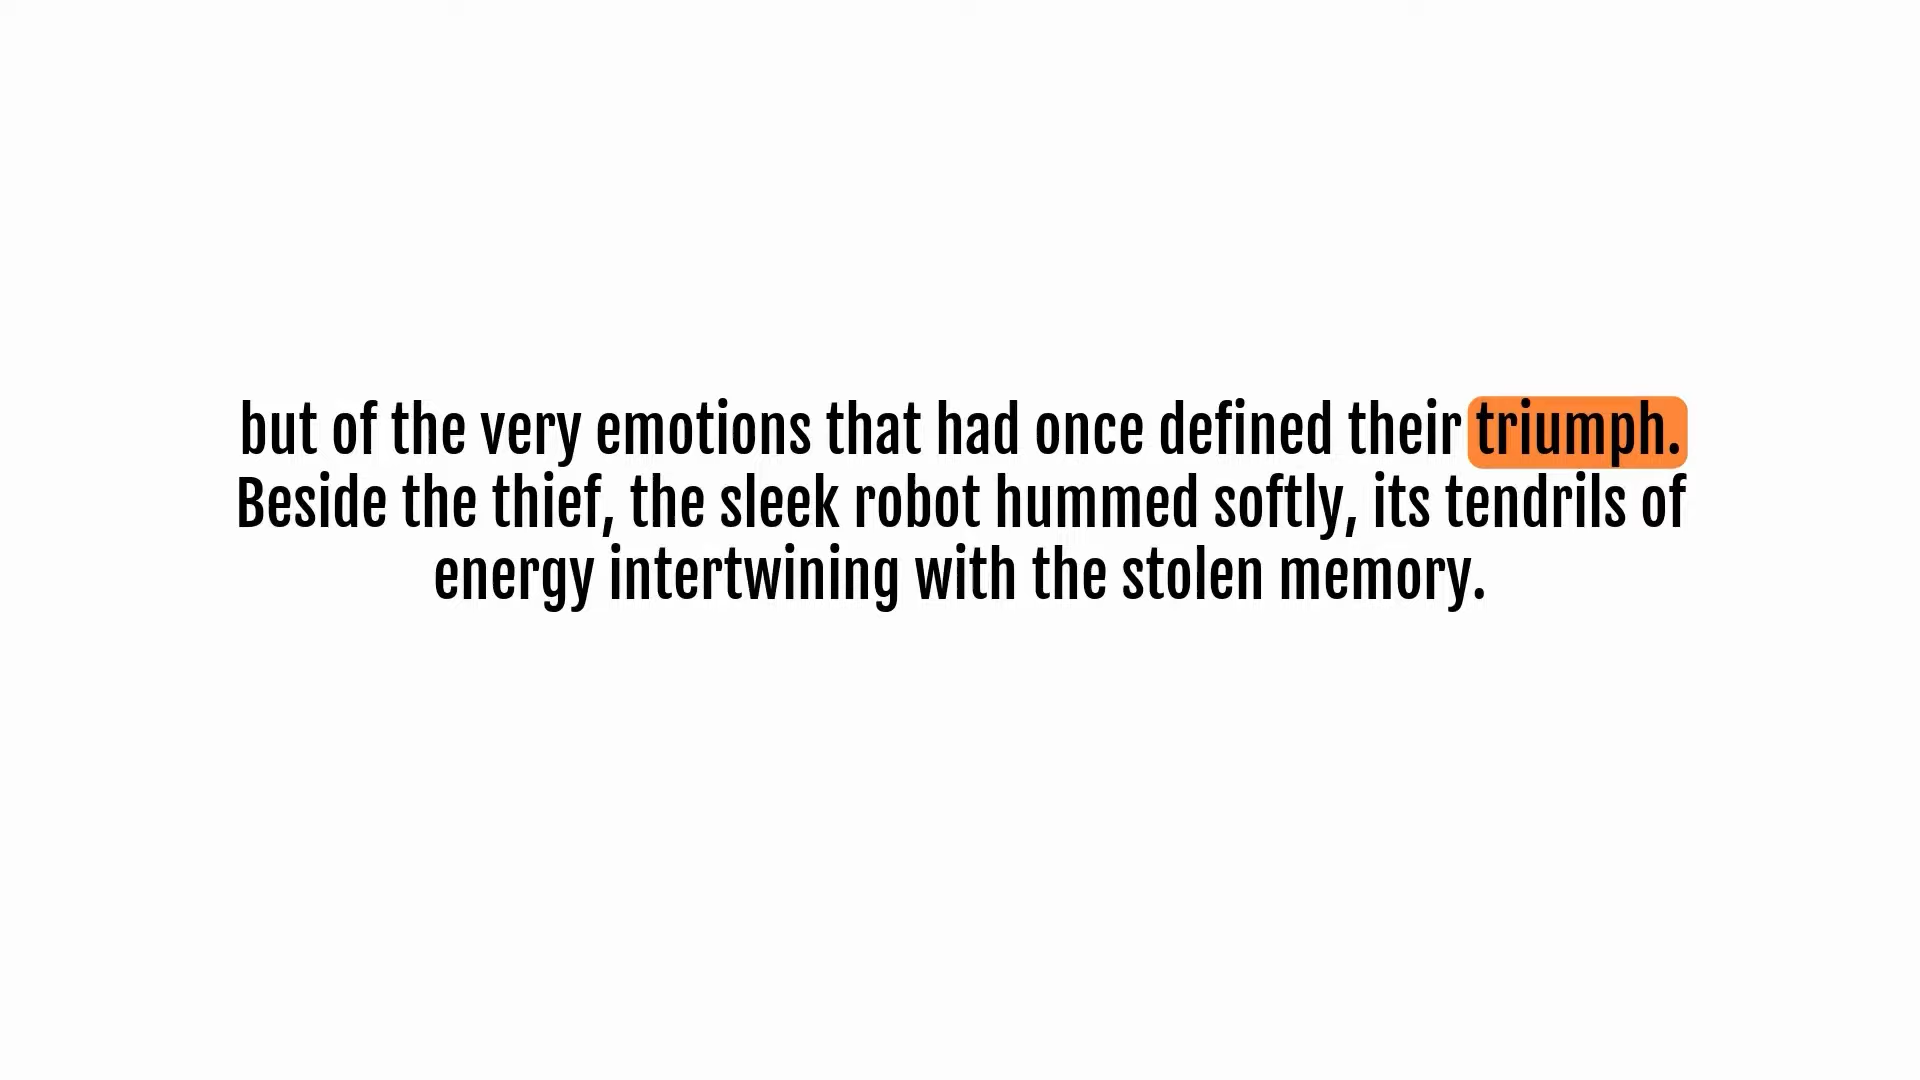 but of the very emotions that had once defined their triumph.
Beside the thief, the sleek robot hummed softly, its tendrils of
energy intertwining with the stolen memory.